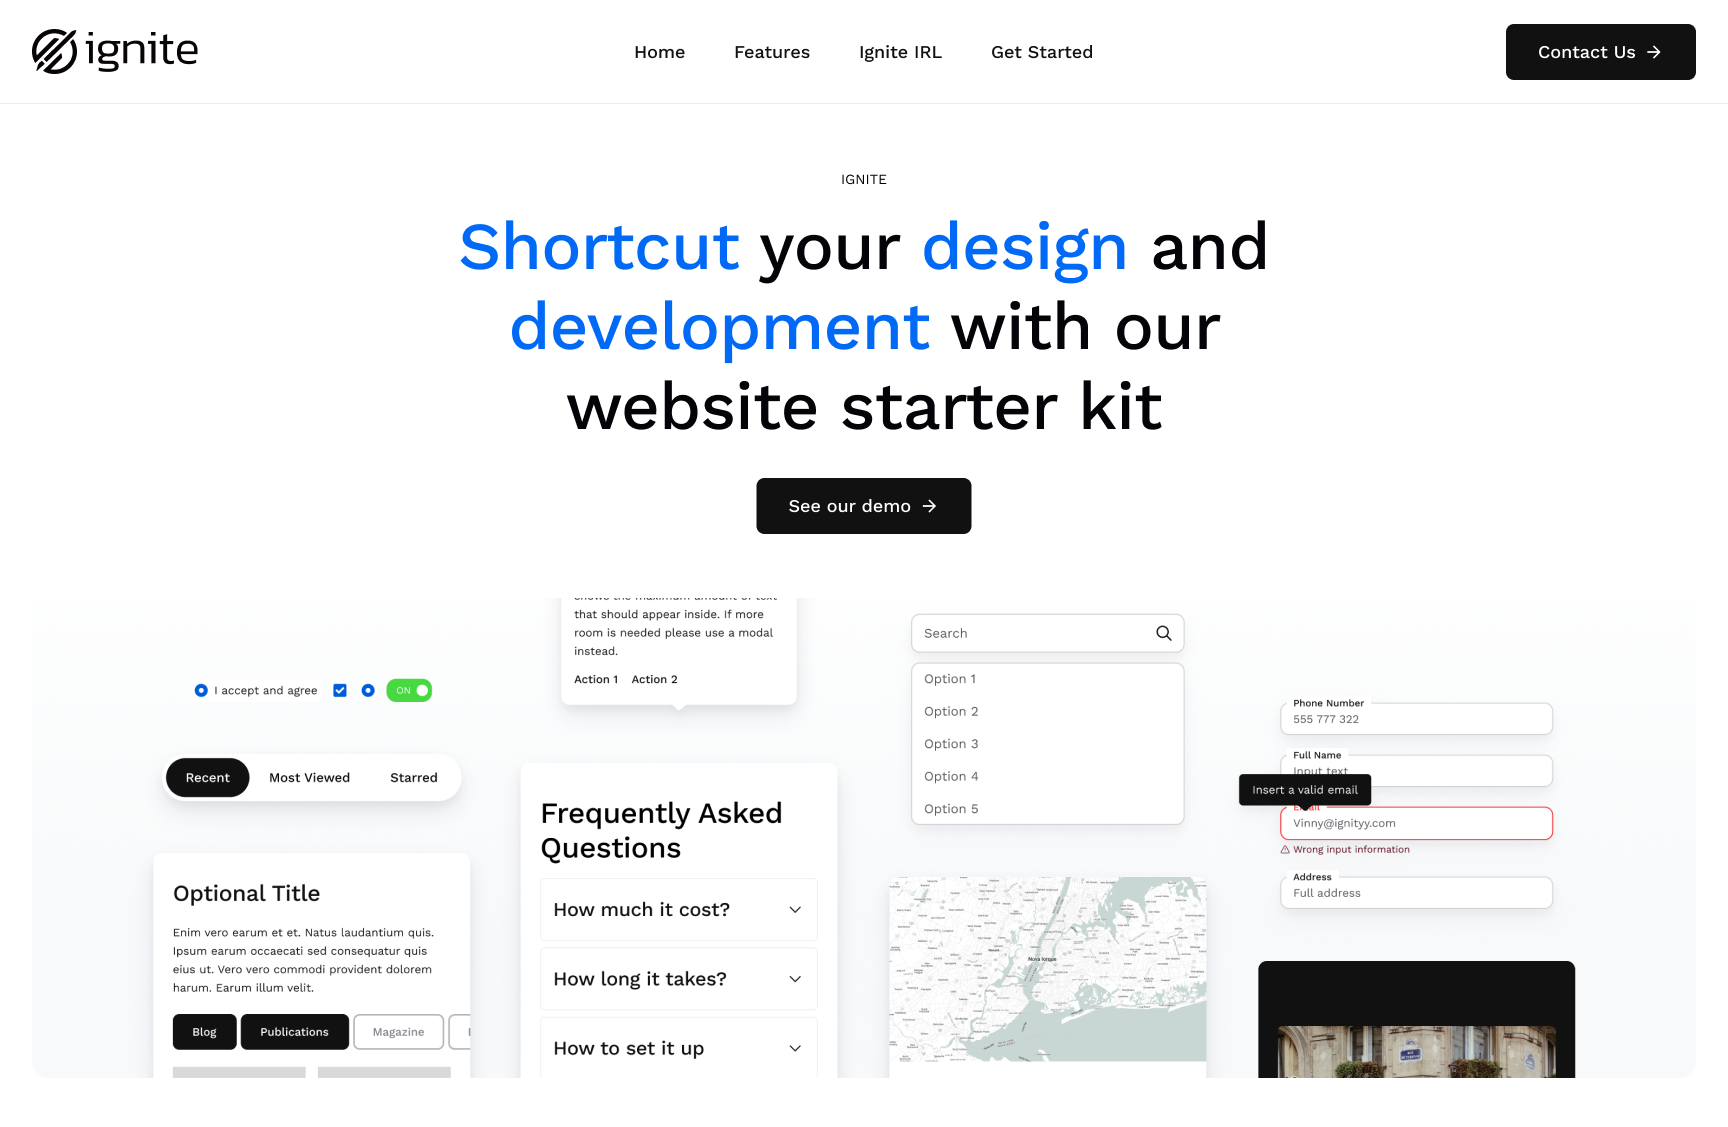 ignite
Home
Features
Ignite IRL
Get Started
Contact Us
IGNITE
Shortcut your design and
development with our
website starter kit
See our demo
that should appear inside. If more
room is needed please use a modal
instead.
Action 1
Action 2
I accept and agree
ON
Recent
Most Viewed
Starred
Optional Title
Enim vero earum et et. Natus laudantium quis.
Ipsum earum occaecati sed consequatur quis
eius ut. Vero vero commodi provident dolorem
harum. Earum illum velit.
Blog
Publications
Magazine
Frequently Asked
Questions
How much it cost?
How long it takes?
How to set it up
Search
Option 1
Option 2
Option 3
Option 4
Option 5
Nova Iorque
Phone Number
555 777 322
Full Name
Input text
Insert a valid email
Vinny@ignityy.com
Wrong input information
Address
Full address